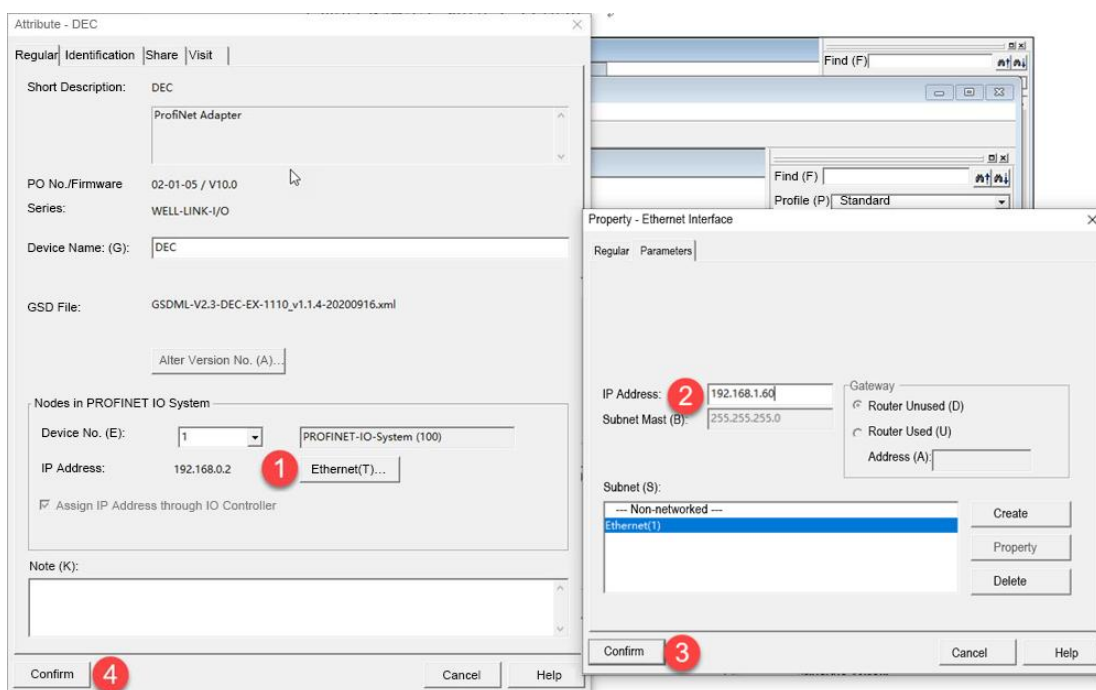 Attribute - DEC
Regular Identification Share Visit
Short Description: DEC
ProfiNet Adapter
PO No./Firmware 02-01-05 / V10.0
Series: WELL-LINK-I/O
Device Name: (G): DEC
GSD File: GSDML-V2.3-DEC-EX-1110_v1.1.4-20200916.xml
Alter Version No. (A)...
Nodes in PROFINET IO System
Device No. (E): 1 PROFINET-IO-System (100)
IP Address: 192.168.0.2 1 Ethernet(T)...
Assign IP Address through IO Controller
Note (K):
Confirm 4 Cancel Help
Find (F)
Find (F)
Profile (P) Standard
Property - Ethernet Interface
Regular Parameters
IP Address: 2 192.168.1.60
Subnet Mast (B): 255.255.255.0
Gateway
Router Unused (D)
Router Used (U)
Address (A):
Subnet (S):
--- Non-networked ---
Ethernet(1)
Create
Property
Delete
Confirm 3 Cancel Help